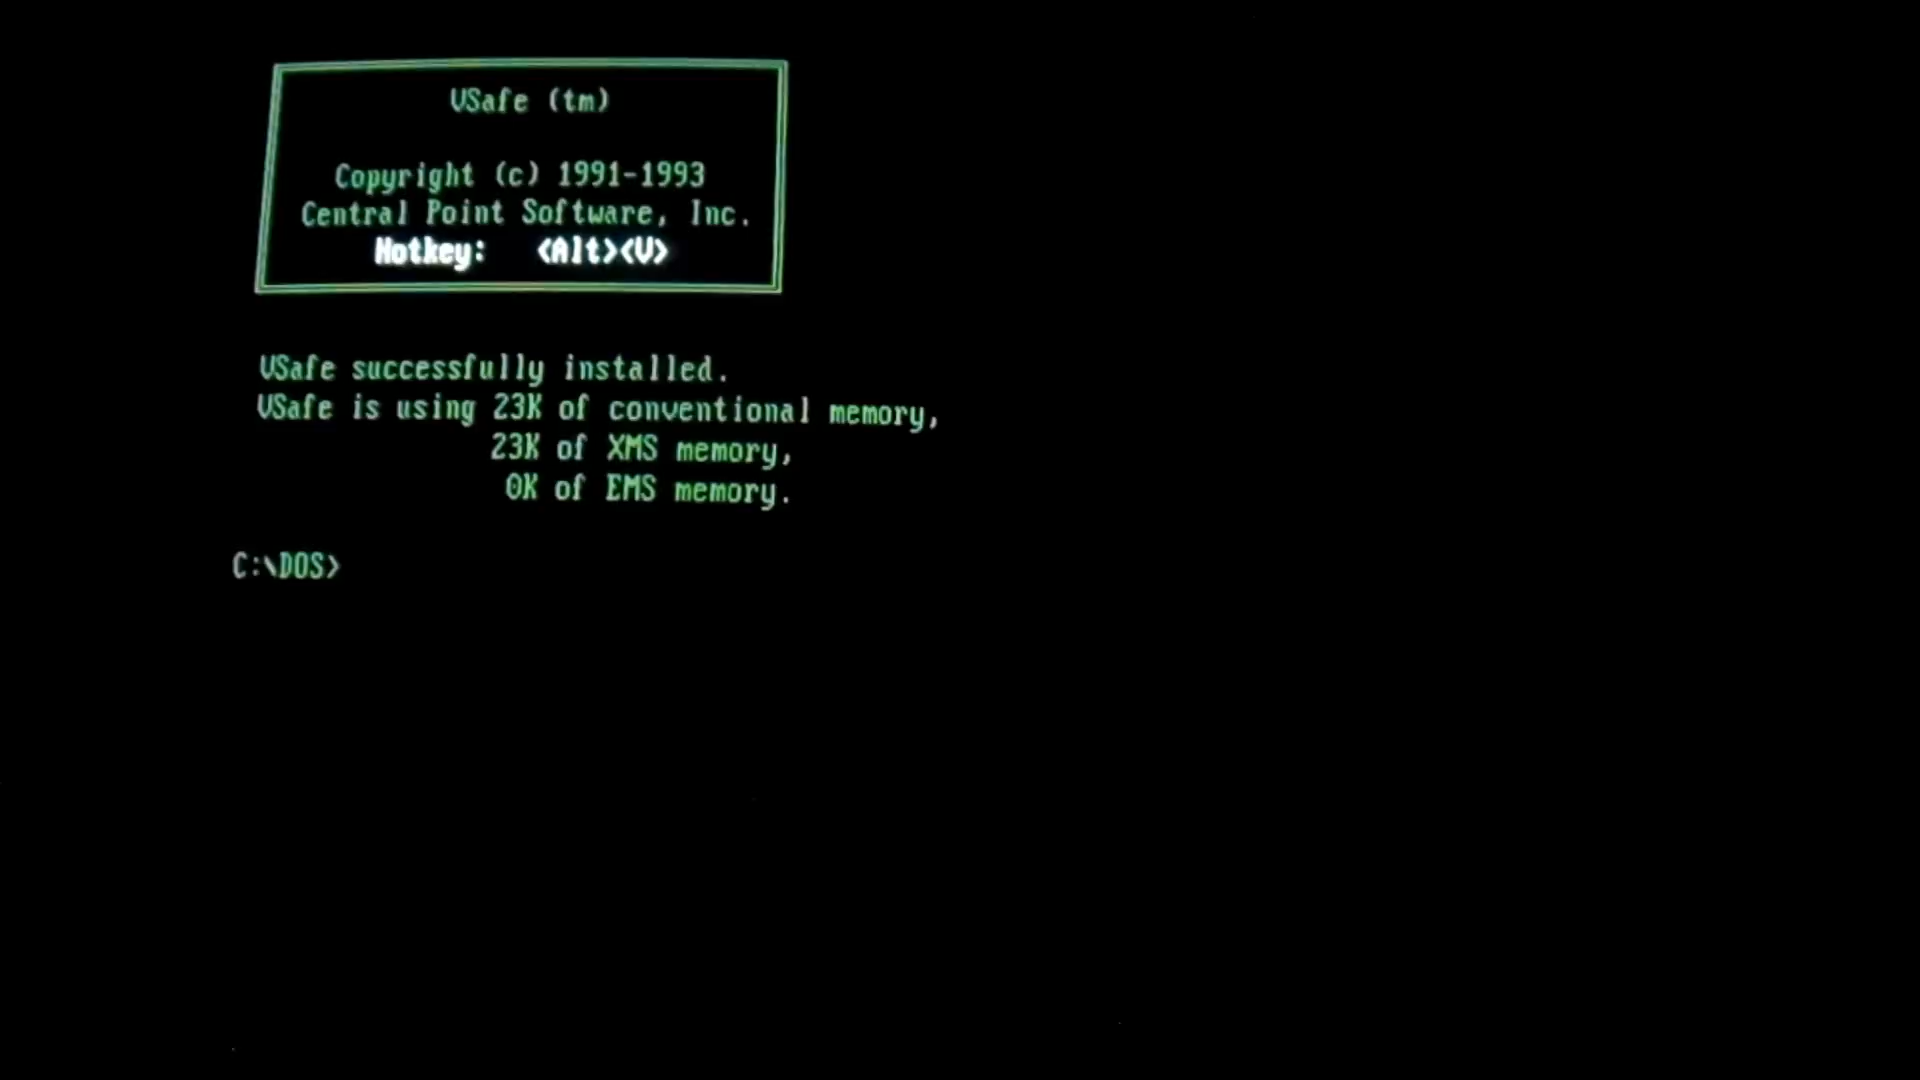 VSafe (tm)
Copyright (c) 1991-1993
Central Point Software, Inc.
Hotkey: <Alt><V>
VSafe successfully installed.
VSafe is using 23K of conventional memory,
23K of XMS memory,
0K of EMS memory.
C:\DOS>